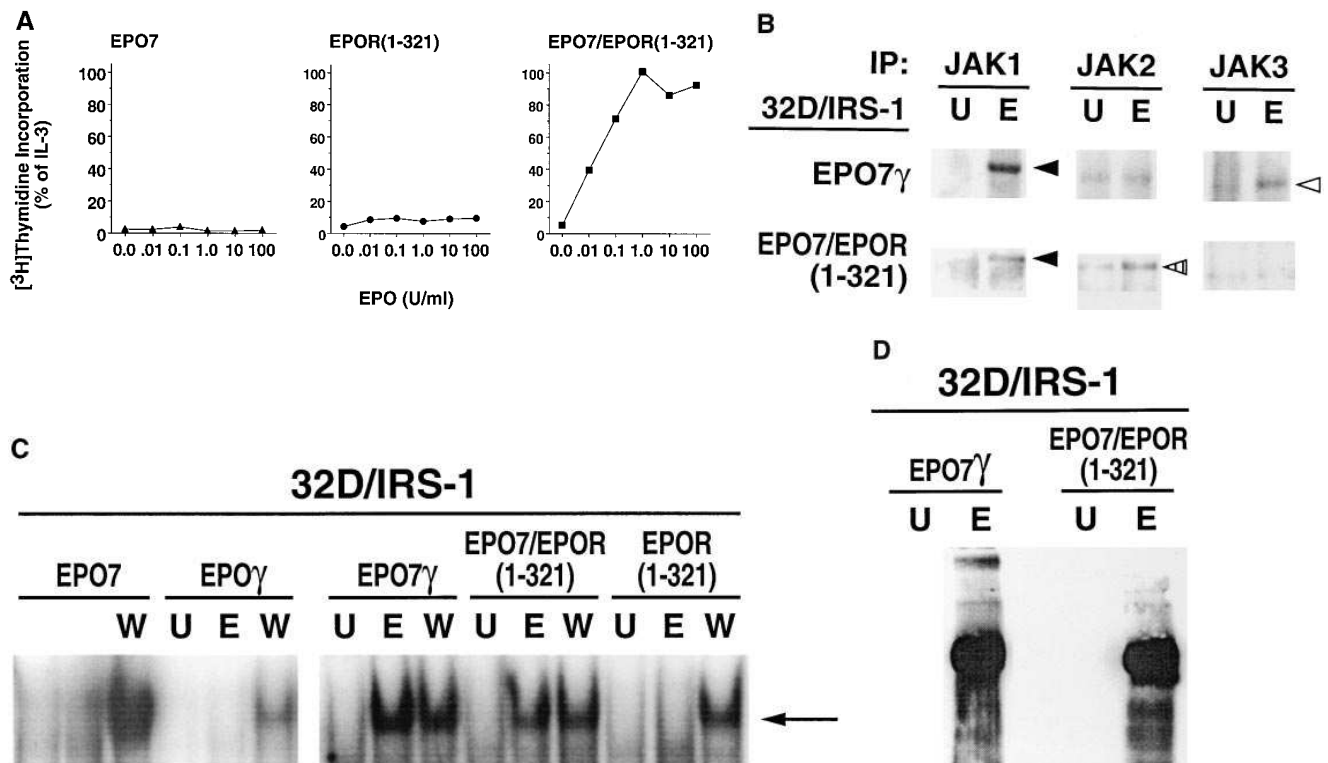 A
EPO7
EPOR(1-321)
EPO7/EPOR(1-321)
[³H]Thymidine Incorporation
(% of IL-3)
100
80
60
40
20
0
0.0 .01 0.1 1.0 10 100
100
80
60
40
20
0
0.0 .01 0.1 1.0 10 100
100
80
60
40
20
0
0.0 .01 0.1 1.0 10 100
EPO (U/ml)
B
IP: JAK1 JAK2 JAK3
32D/IRS-1 U E U E U E
EPO7γ
EPO7/EPOR
(1-321)
C
32D/IRS-1
EPO7 EPOγ EPO7γ EPO7/EPOR (1-321) EPOR (1-321)
W U E W U E W U E W U E W
D
32D/IRS-1
EPO7γ EPO7/EPOR (1-321)
U E U E